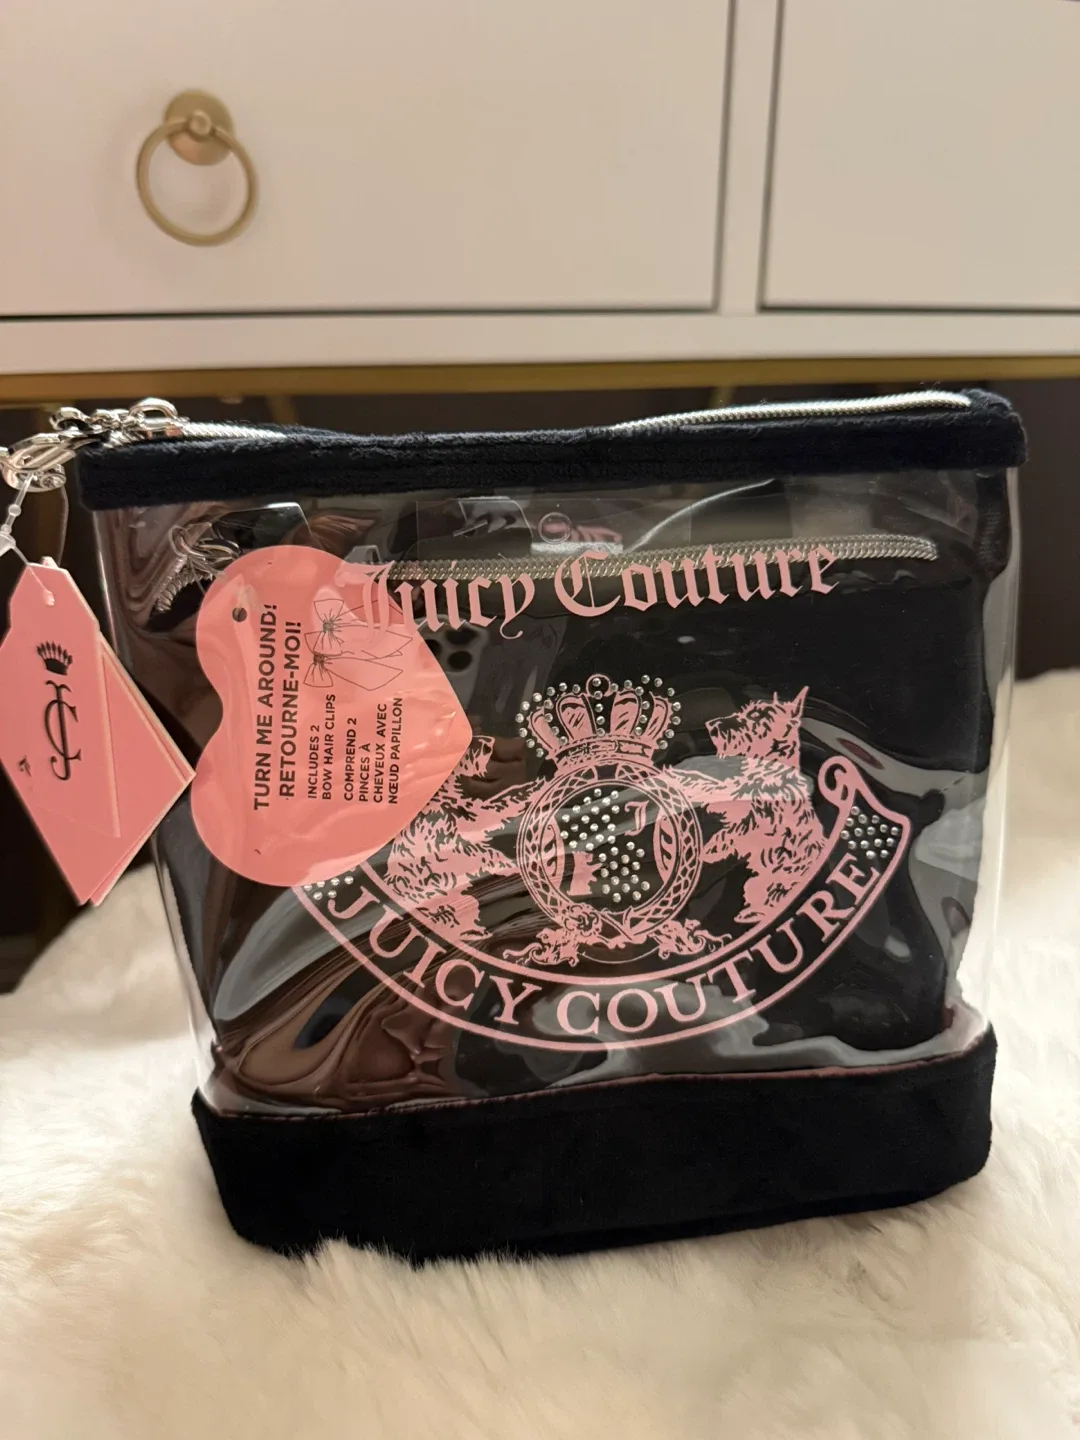 Juicy Couture
TURN ME AROUND!
RETOURNE-MOI!
INCLUDES 2
BOW HAIR CLIPS
COMPREND 2
PINCES À
CHEVEUX AVEC
NŒUD PAPILLON
J
JUICY COUTURE